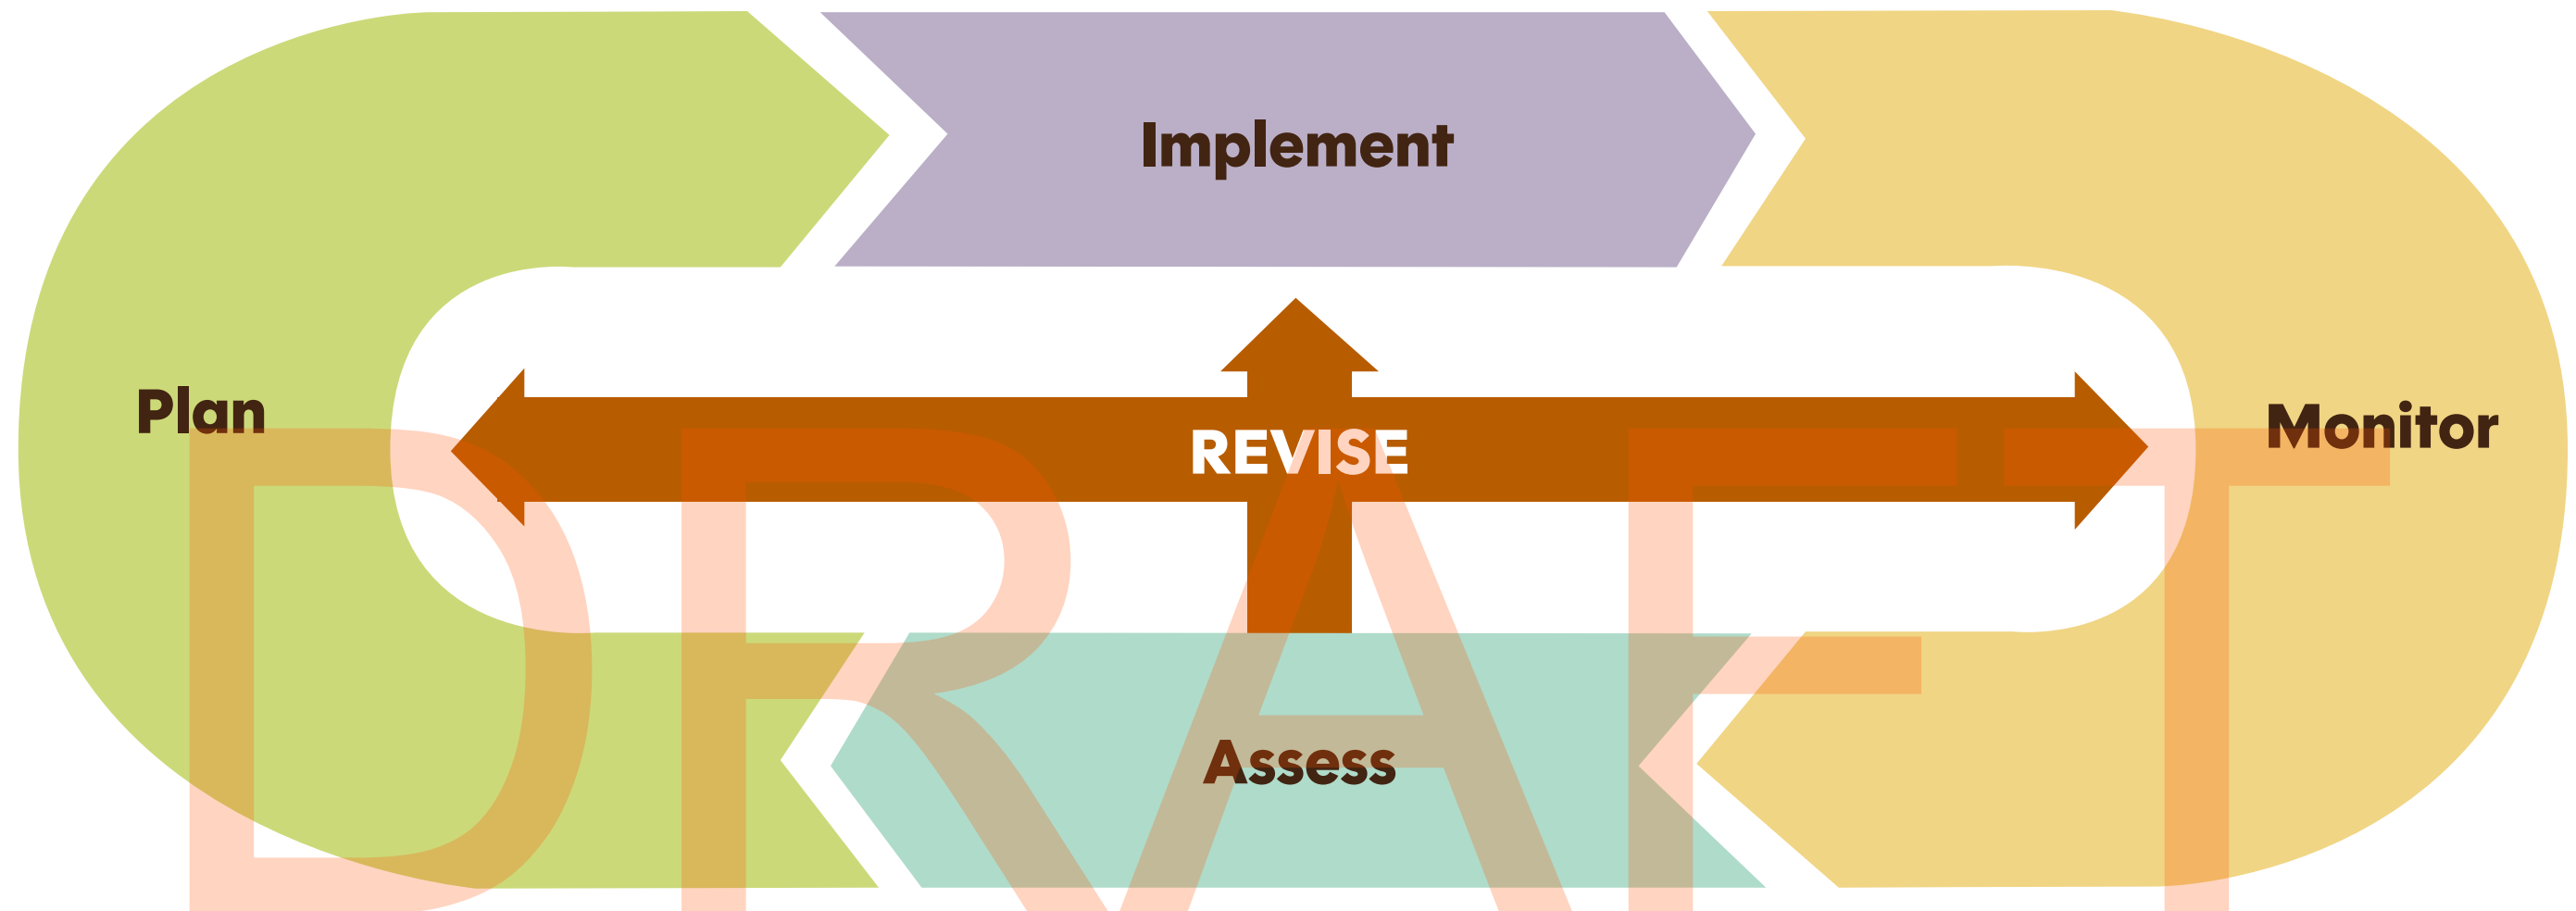 Implement
Plan
Monitor
REVISE
Assess
DRAFT